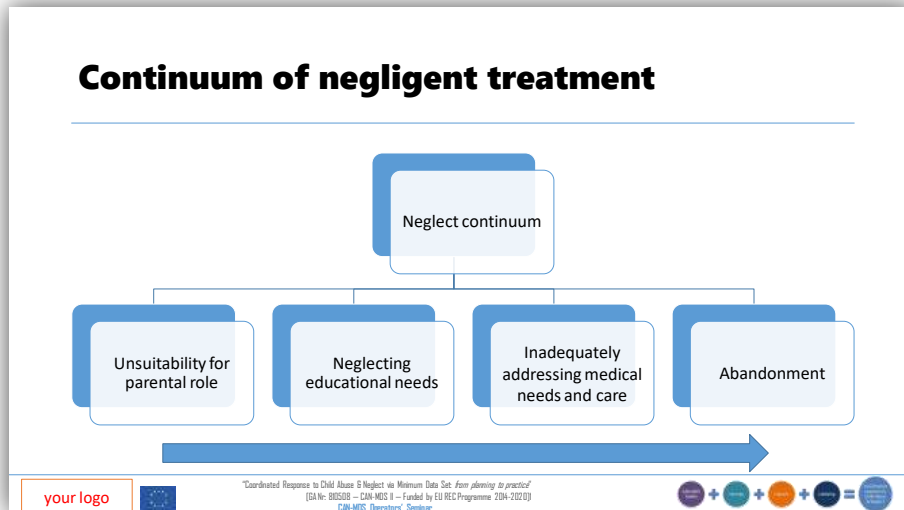 Continuum of negligent treatment
Neglect continuum
Unsuitability for
parental role
Neglecting
educational needs
Inadequately
addressing medical
needs and care
Abandonment
your logo
"Coordinated Response to Child Abuse & Neglect via Minimum Data Set: from planning to practice"
[GA Nr: 810508 — CAN-MDS II — Funded by EU REC Programme 2014-2020)]
CAN-MDS Operators' Seminar
+ + + =